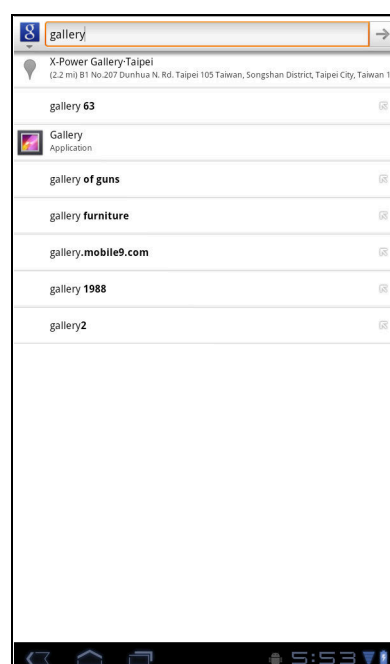 8 gallery
X-Power Gallery·Taipei
(2.2 mi) B1 No.207 Dunhua N. Rd. Taipei 105 Taiwan, Songshan District, Taipei City, Taiwan 1
gallery 63
Gallery
Application
gallery of guns
gallery furniture
gallery.mobile9.com
gallery 1988
gallery2
5:53